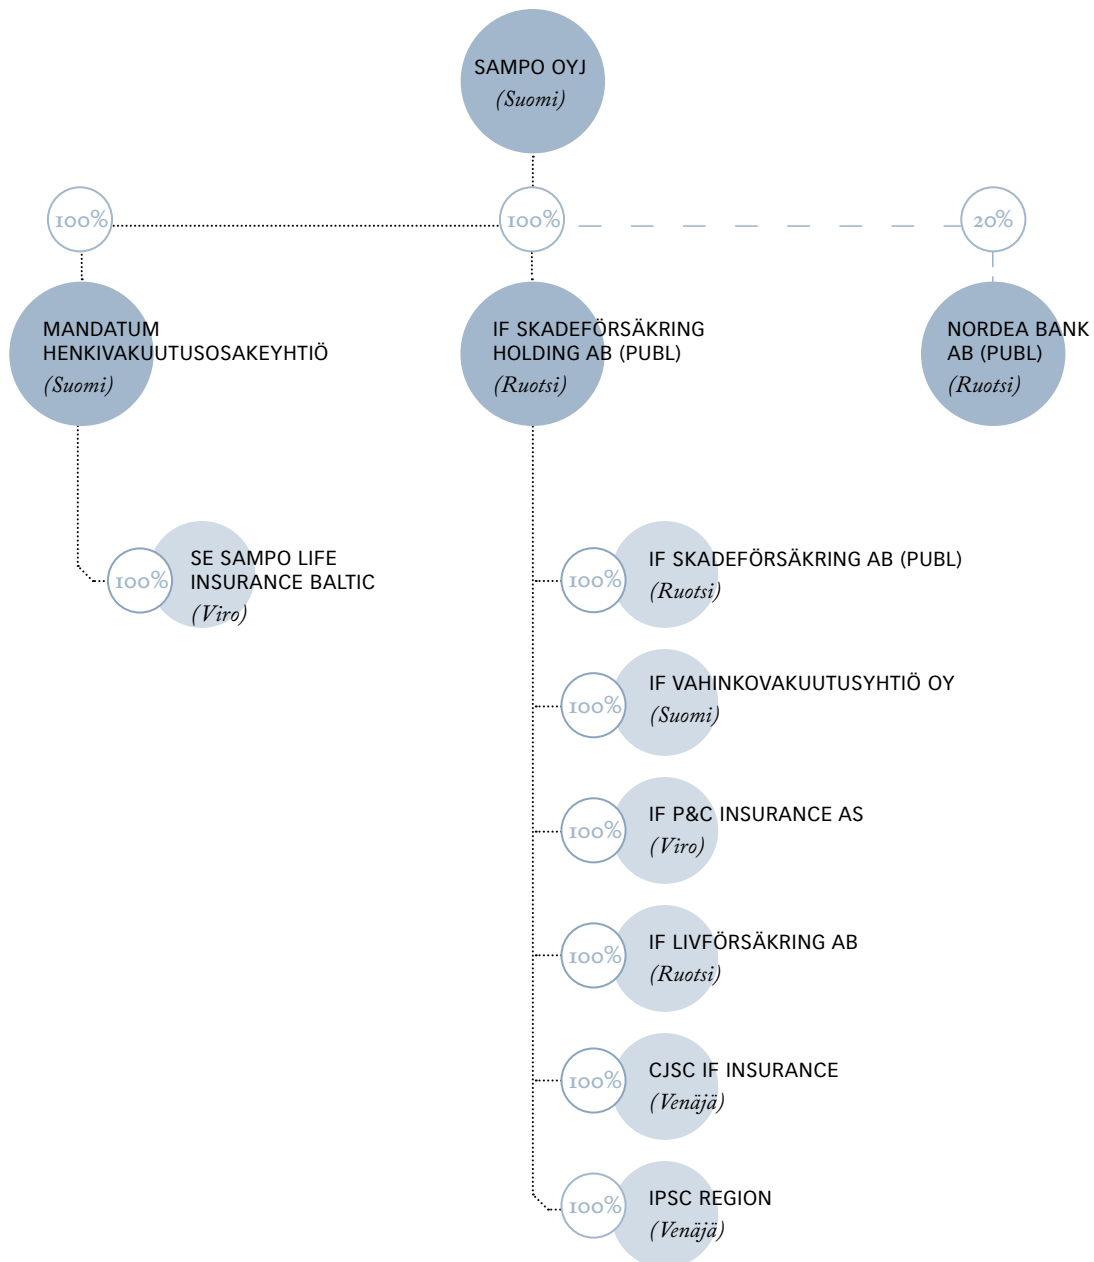 SAMPO OYJ
(Suomi)
100%
100%
20%
MANDATUM
HENKIVAKUUTUSOSAKEYHTIÖ
(Suomi)
IF SKADEFÖRSÄKRING
HOLDING AB (PUBL)
(Ruotsi)
NORDEA BANK
AB (PUBL)
(Ruotsi)
100%
SE SAMPO LIFE
INSURANCE BALTIC
(Viro)
100%
IF SKADEFÖRSÄKRING AB (PUBL)
(Ruotsi)
100%
IF VAHINKOVAKUUTUSYHTIÖ OY
(Suomi)
100%
IF P&C INSURANCE AS
(Viro)
100%
IF LIVFÖRSÄKRING AB
(Ruotsi)
100%
CJSC IF INSURANCE
(Venäjä)
100%
IPSC REGION
(Venäjä)